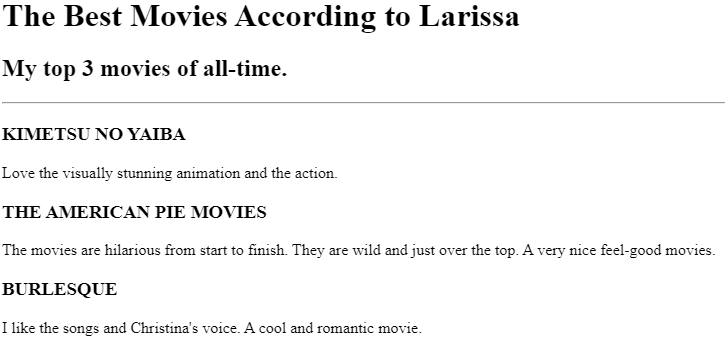 The Best Movies According to Larissa
My top 3 movies of all-time.
KIMETSU NO YAIBA
Love the visually stunning animation and the action.
THE AMERICAN PIE MOVIES
The movies are hilarious from start to finish. They are wild and just over the top. A very nice feel-good movies.
BURLESQUE
I like the songs and Christina's voice. A cool and romantic movie.